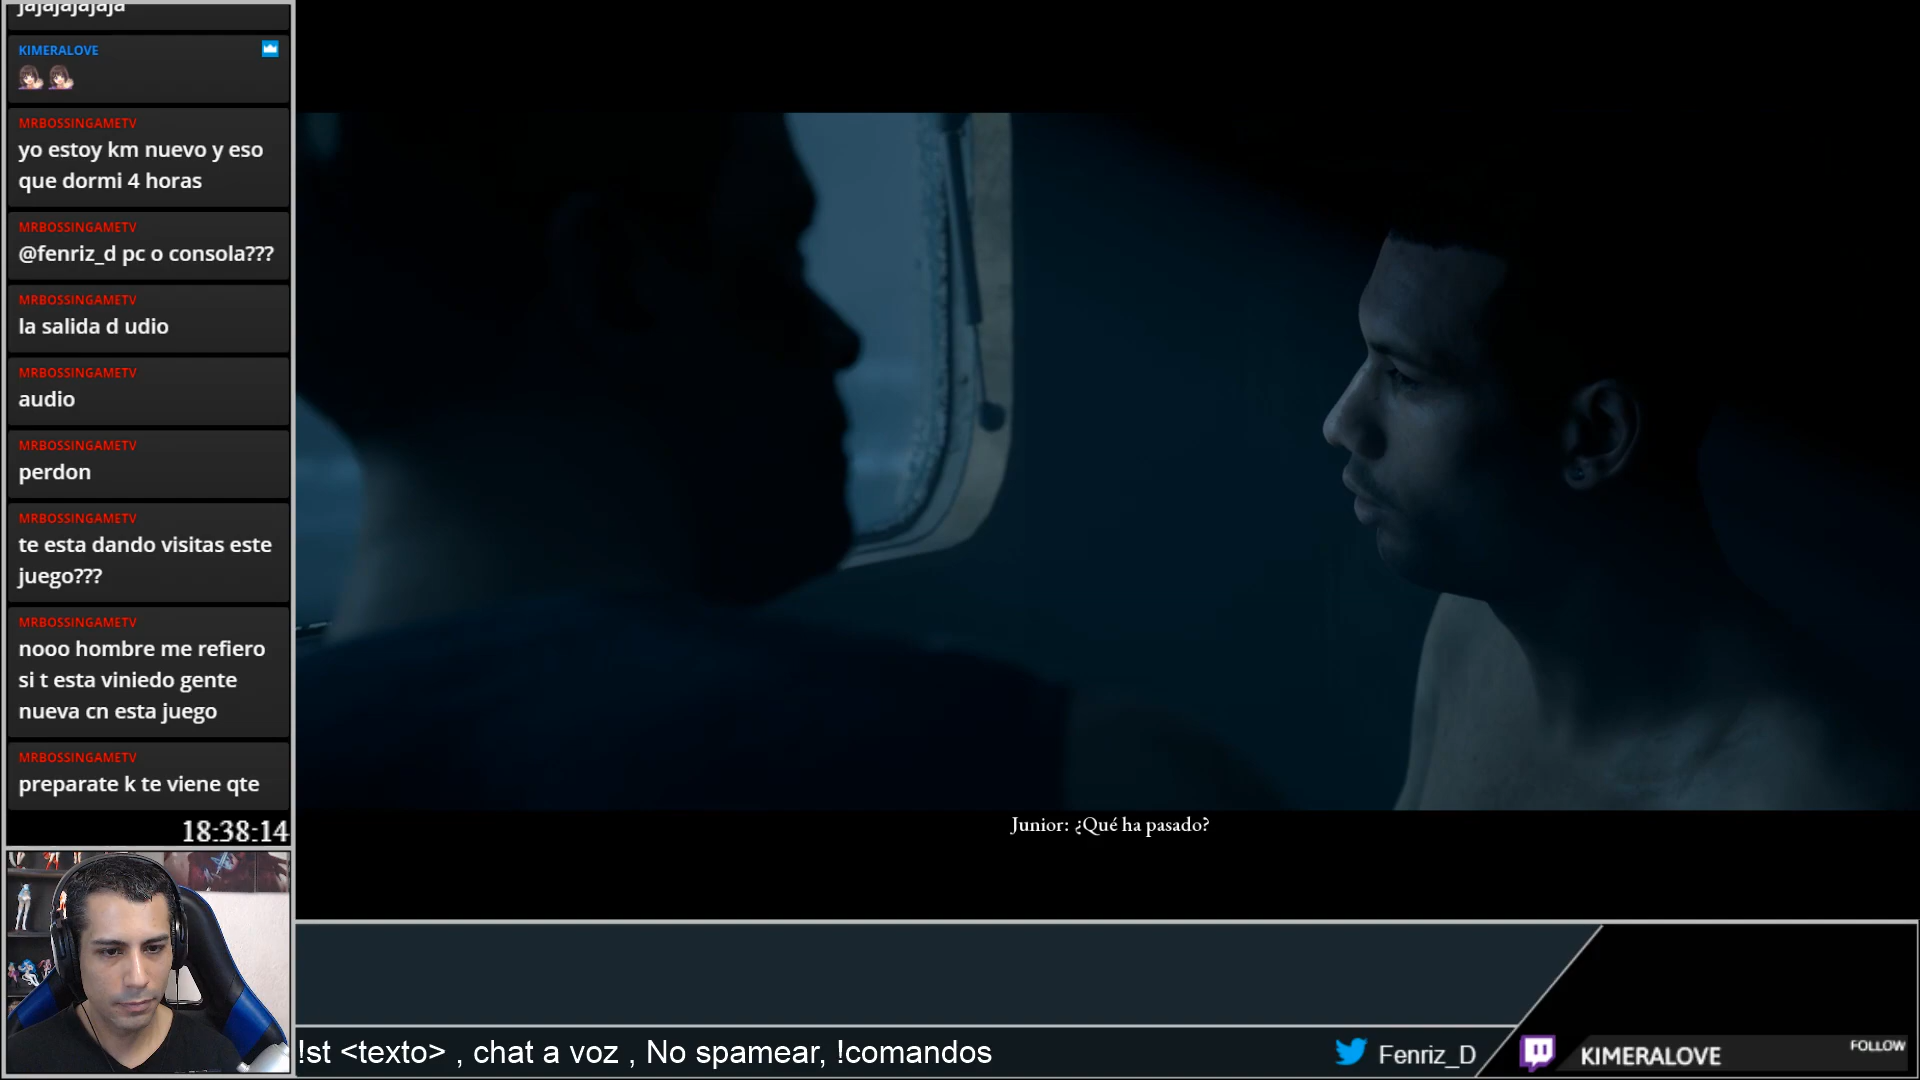 jajajajajaja
KIMERALOVE
MRBOSSINGAMETV
yo estoy km nuevo y eso
que dormi 4 horas
MRBOSSINGAMETV
@fenriz_d pc o consola???
MRBOSSINGAMETV
la salida d udio
MRBOSSINGAMETV
audio
MRBOSSINGAMETV
perdon
MRBOSSINGAMETV
te esta dando visitas este
juego???
MRBOSSINGAMETV
nooo hombre me refiero
si t esta viniedo gente
nueva cn esta juego
MRBOSSINGAMETV
preparate k te viene qte
18:38:14
Junior: ¿Qué ha pasado?
!st <texto> , chat a voz , No spamear, !comandos
Fenriz_D
KIMERALOVE
FOLLOW